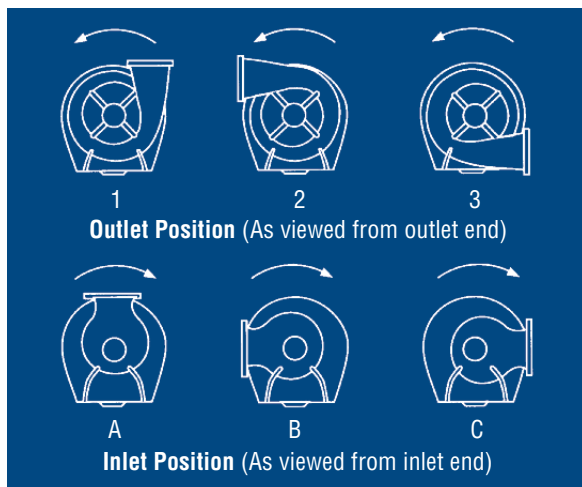 1 2 3
Outlet Position (As viewed from outlet end)
A B C
Inlet Position (As viewed from inlet end)